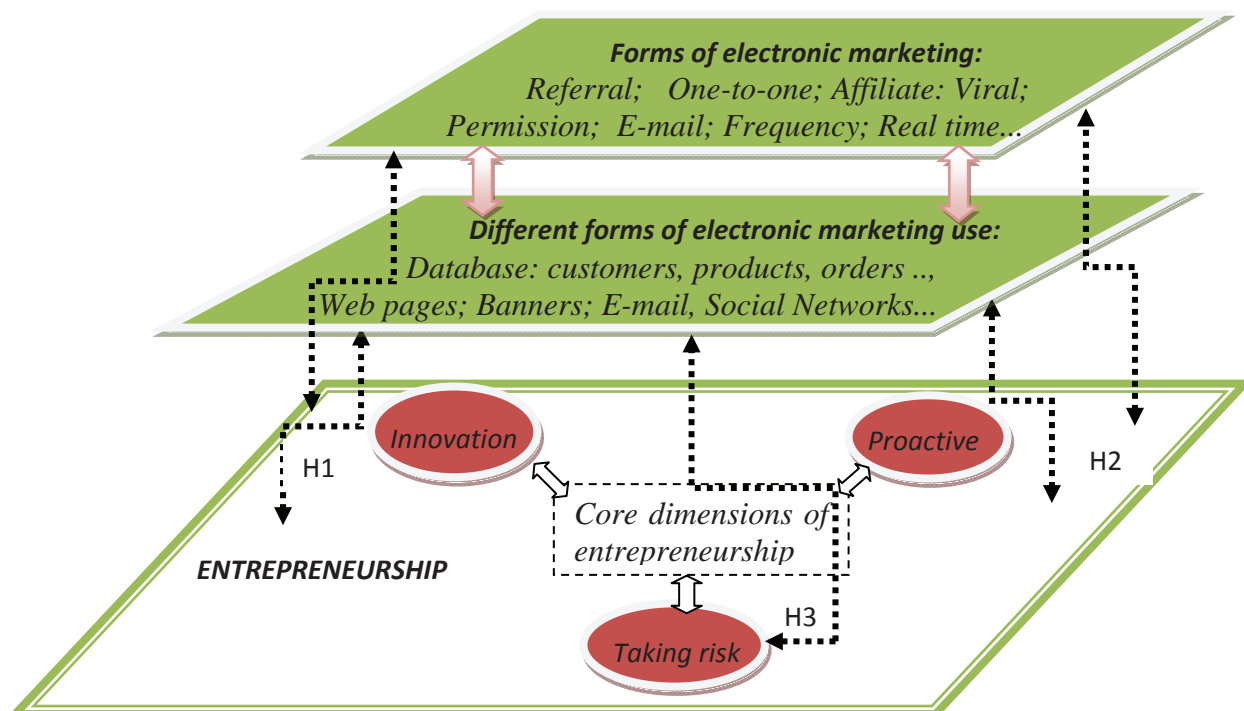 Forms of electronic marketing:
Referral; One-to-one; Affiliate: Viral;
Permission; E-mail; Frequency; Real time...
Different forms of electronic marketing use:
Database: customers, products, orders ..,
Web pages; Banners; E-mail, Social Networks...
Innovation
Proactive
H1
H2
Core dimensions of
entrepreneurship
ENTREPRENEURSHIP
H3
Taking risk